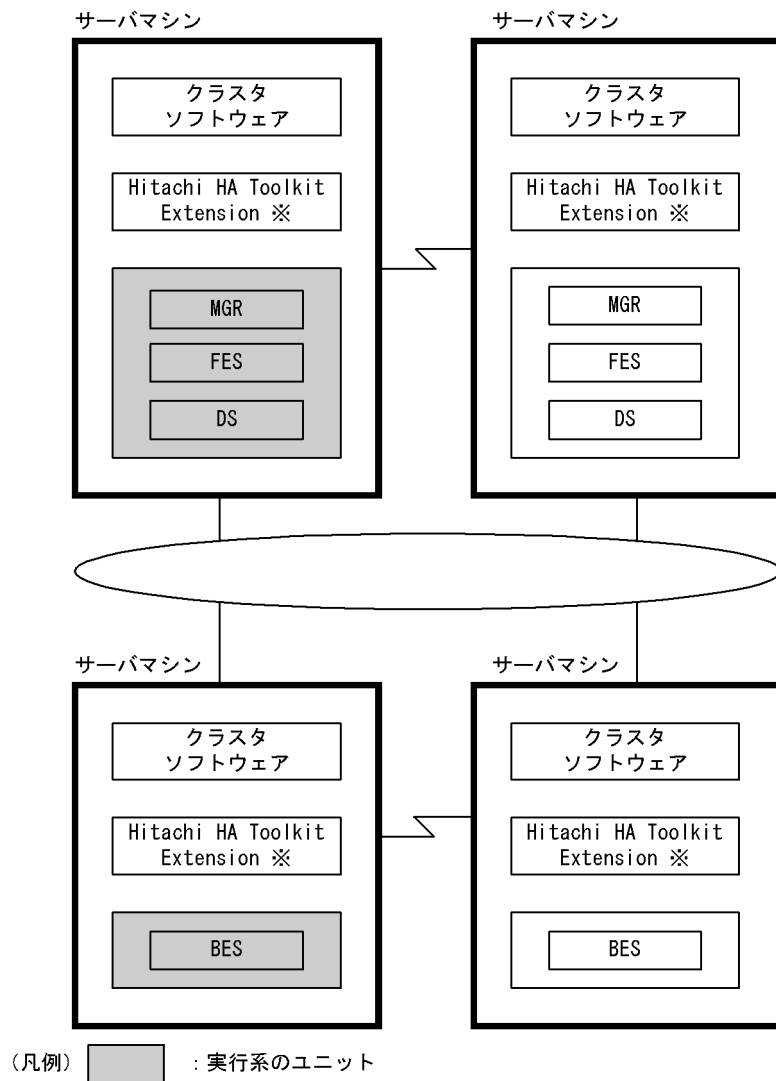 サーバマシン
サーバマシン
クラスタ
ソフトウェア
クラスタ
ソフトウェア
Hitachi HA Toolkit
Extension ※
Hitachi HA Toolkit
Extension ※
MGR
FES
DS
MGR
FES
DS
サーバマシン
サーバマシン
クラスタ
ソフトウェア
クラスタ
ソフトウェア
Hitachi HA Toolkit
Extension ※
Hitachi HA Toolkit
Extension ※
BES
BES
(凡例) :実行系のユニット